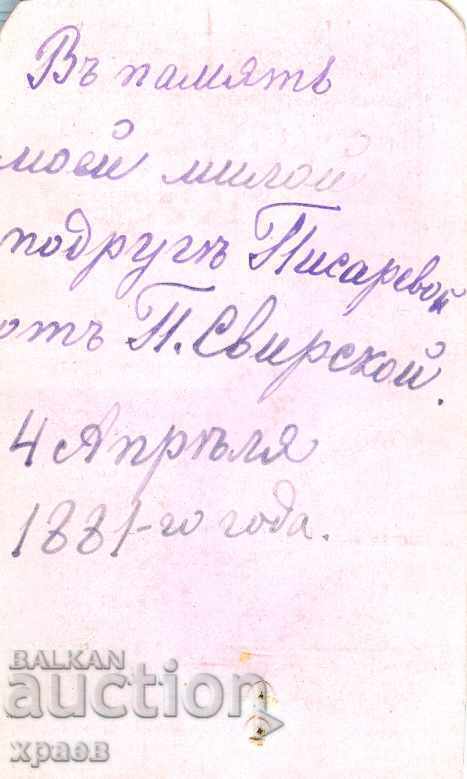 Въ память
моей милой
подругѣ Писаревой
отъ П. Свирской.
4 Апрѣля
1881-го года.
BALKAN
auction
храев